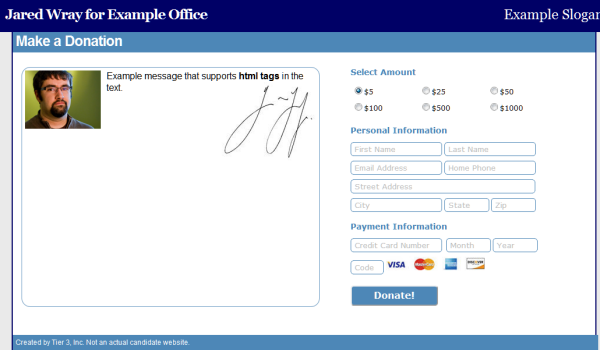 Jared Wray for Example Office
Example Slogan
Make a Donation
Example message that supports html tags in the
text.
Select Amount
$5 $25 $50
$100 $500 $1000
Personal Information
First Name Last Name
Email Address Home Phone
Street Address
City State Zip
Payment Information
Credit Card Number Month Year
Code VISA MasterCard DISCOVER
Donate!
Created by Tier 3, Inc. Not an actual candidate website.